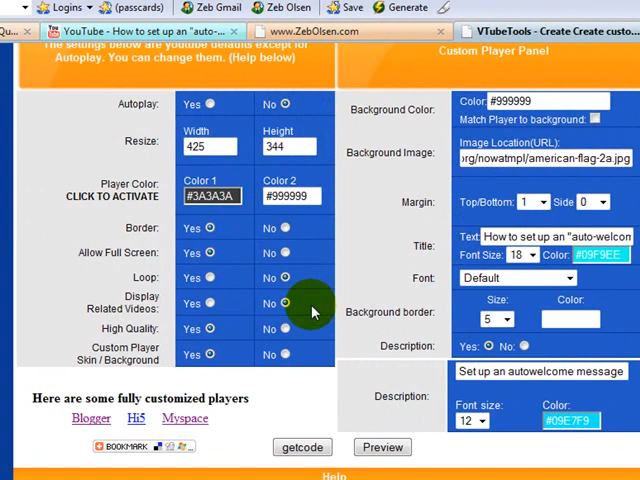 Logins (passcards) Zeb Gmail Zeb Olsen Save Generate
YouTube - How to set up an "auto-... www.ZebOlsen.com VTubeTools - Create Create custo...
The settings below are youtube defaults except for
Autoplay. You can change them. (Help below)
Custom Player Panel
Autoplay: Yes No
Resize: Width Height
425 344
Player Color: Color 1 Color 2
CLICK TO ACTIVATE #3A3A3A #999999
Border: Yes No
Allow Full Screen: Yes No
Loop: Yes No
Display
Related Videos: Yes No
High Quality: Yes No
Custom Player
Skin / Background Yes No
Background Color: Color: #999999
Match Player to background:
Background Image: Image Location(URL):
org/nowatmpl/american-flag-2a.jpg
Margin: Top/Bottom: 1 Side 0
Title: Text: How to set up an "auto-welcon
Font Size: 18 Color: #09F9EE
Font: Default
Background border: Size: Color:
5
Description: Yes: No:
Set up an autowelcome message
Description:
Font size: Color:
12 #09E7F9
Here are some fully customized players
Blogger Hi5 Myspace
BOOKMARK
getcode Preview
Help